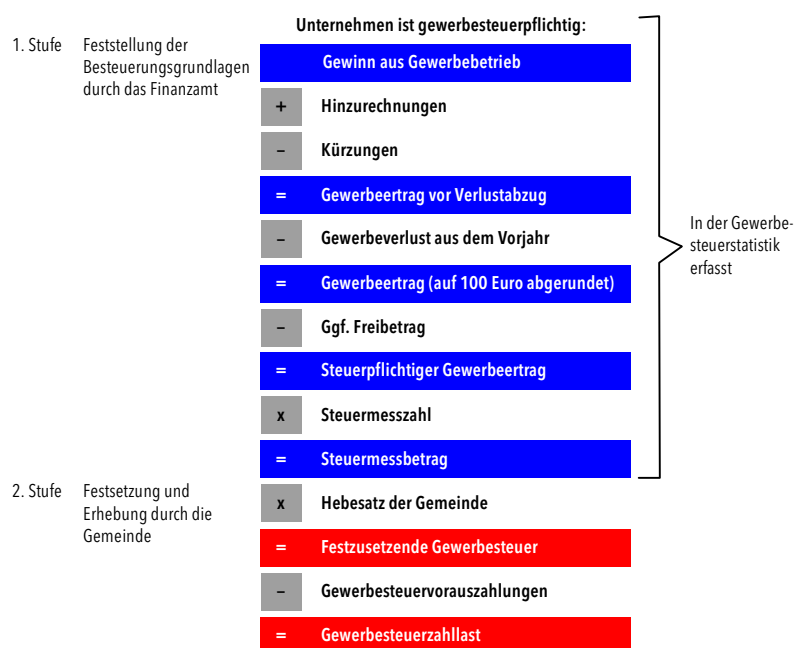 Unternehmen ist gewerbesteuerpflichtig:
1. Stufe Feststellung der
Besteuerungsgrundlagen
durch das Finanzamt
Gewinn aus Gewerbebetrieb
+ Hinzurechnungen
– Kürzungen
= Gewerbeertrag vor Verlustabzug
– Gewerbeverlust aus dem Vorjahr
= Gewerbeertrag (auf 100 Euro abgerundet)
– Ggf. Freibetrag
= Steuerpflichtiger Gewerbeertrag
x Steuermesszahl
= Steuermessbetrag
In der Gewerbe-
steuerstatistik
erfasst
2. Stufe Festsetzung und
Erhebung durch die
Gemeinde
x Hebesatz der Gemeinde
= Festzusetzende Gewerbesteuer
– Gewerbesteuervorauszahlungen
= Gewerbesteuerzahllast